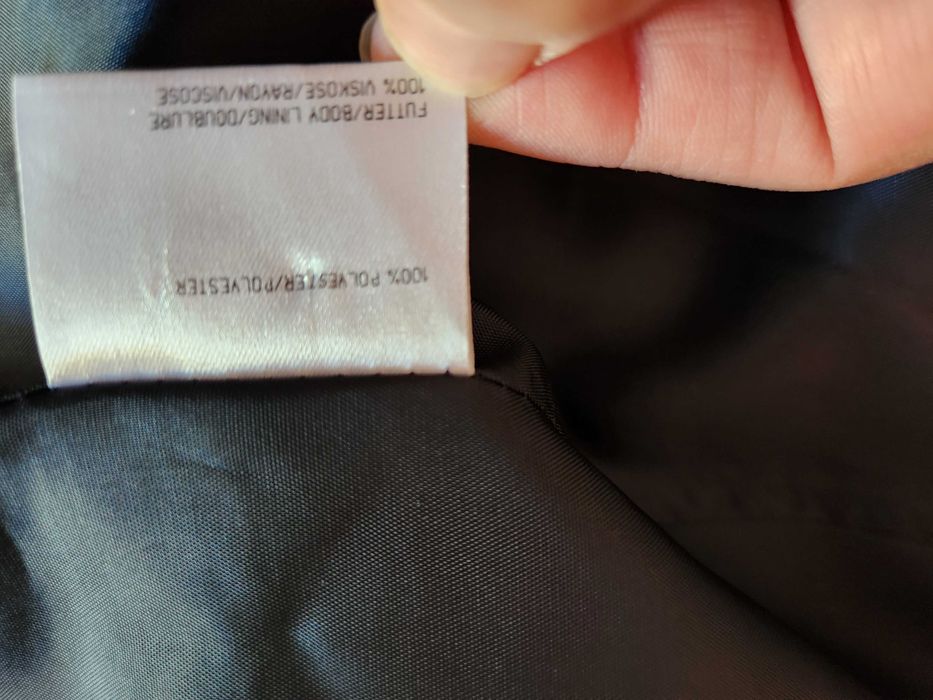 100% POLYESTER/POLYESTER
FUTTER/BODY LINING/DOUBLURE
100% VISKOSE/RAYON/VISCOSE